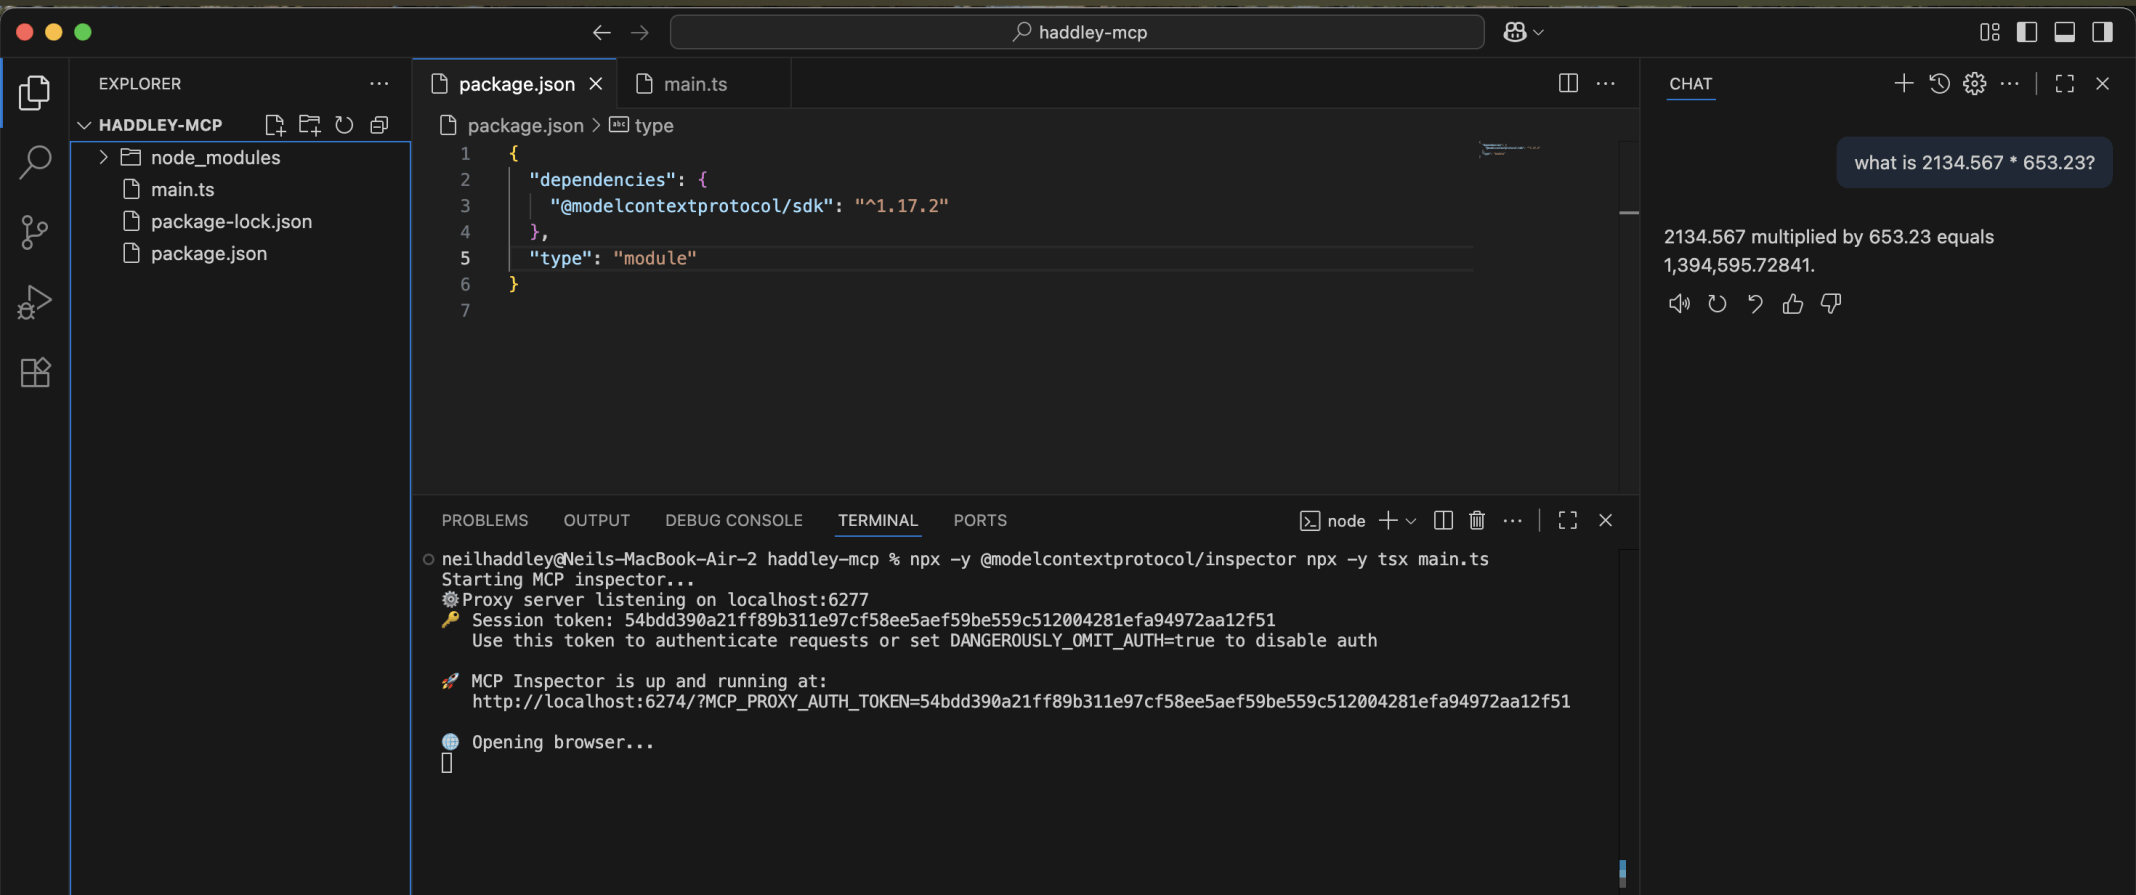 haddley-mcp
EXPLORER
HADDLEY-MCP
node_modules
main.ts
package-lock.json
package.json
package.json
main.ts
package.json > abc type
1 {
2 "dependencies": {
3 "@modelcontextprotocol/sdk": "^1.17.2"
4 },
5 "type": "module"
6 }
7
PROBLEMS OUTPUT DEBUG CONSOLE TERMINAL PORTS
node
neilhaddley@Neils-MacBook-Air-2 haddley-mcp % npx -y @modelcontextprotocol/inspector npx -y tsx main.ts
Starting MCP inspector...
⚙️Proxy server listening on localhost:6277
🔑 Session token: 54bdd390a21ff89b311e97cf58ee5aef59be559c512004281efa94972aa12f51
Use this token to authenticate requests or set DANGEROUSLY_OMIT_AUTH=true to disable auth
🚀 MCP Inspector is up and running at:
http://localhost:6274/?MCP_PROXY_AUTH_TOKEN=54bdd390a21ff89b311e97cf58ee5aef59be559c512004281efa94972aa12f51
🌐 Opening browser...
CHAT
what is 2134.567 * 653.23?
2134.567 multiplied by 653.23 equals
1,394,595.72841.